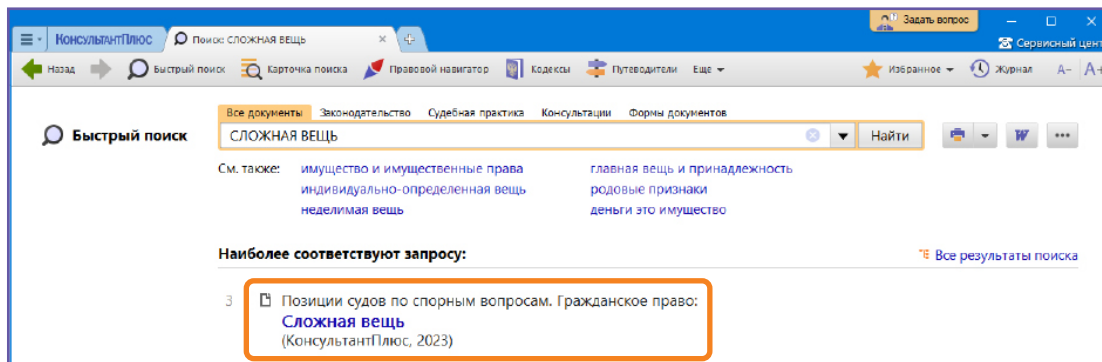 Задать вопрос
КонсультантПлюс
Поиск: СЛОЖНАЯ ВЕЩЬ
Сервисный цент
Назад Быстрый поиск Карточка поиска Правовой навигатор Кодексы Путеводители Еще Избранное Журнал A- A+
Все документы Законодательство Судебная практика Консультации Формы документов
Быстрый поиск СЛОЖНАЯ ВЕЩЬ Найти W
См. также: имущество и имущественные права главная вещь и принадлежность
индивидуально-определенная вещь родовые признаки
неделимая вещь деньги это имущество
Наиболее соответствуют запросу: Все результаты поиска
3 Позиции судов по спорным вопросам. Гражданское право:
Сложная вещь
(КонсультантПлюс, 2023)